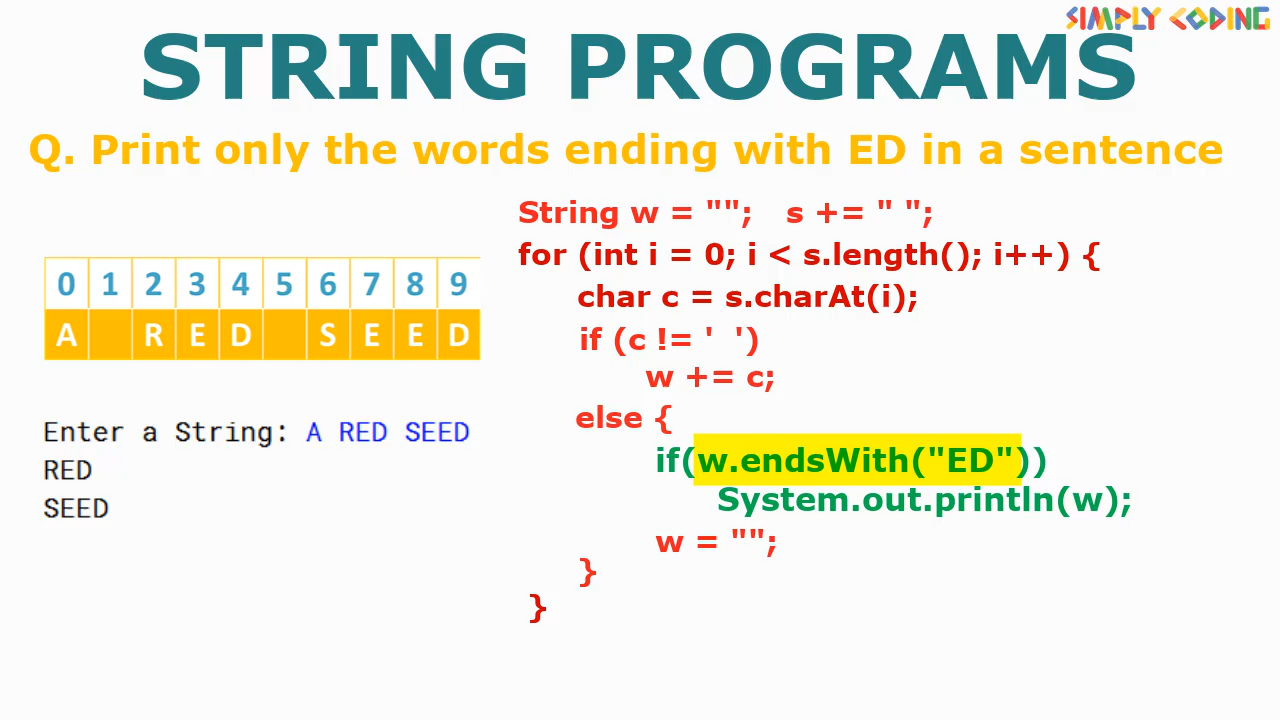 SIMPLY CODING
STRING PROGRAMS
Q. Print only the words ending with ED in a sentence
0 1 2 3 4 5 6 7 8 9
A R E D S E E D
Enter a String: A RED SEED
RED
SEED
String w = "";   s += " ";
for (int i = 0; i < s.length(); i++) {
char c = s.charAt(i);
if (c != '  ')
w += c;
else {
if(w.endsWith("ED"))
System.out.println(w);
w = "";
}
}